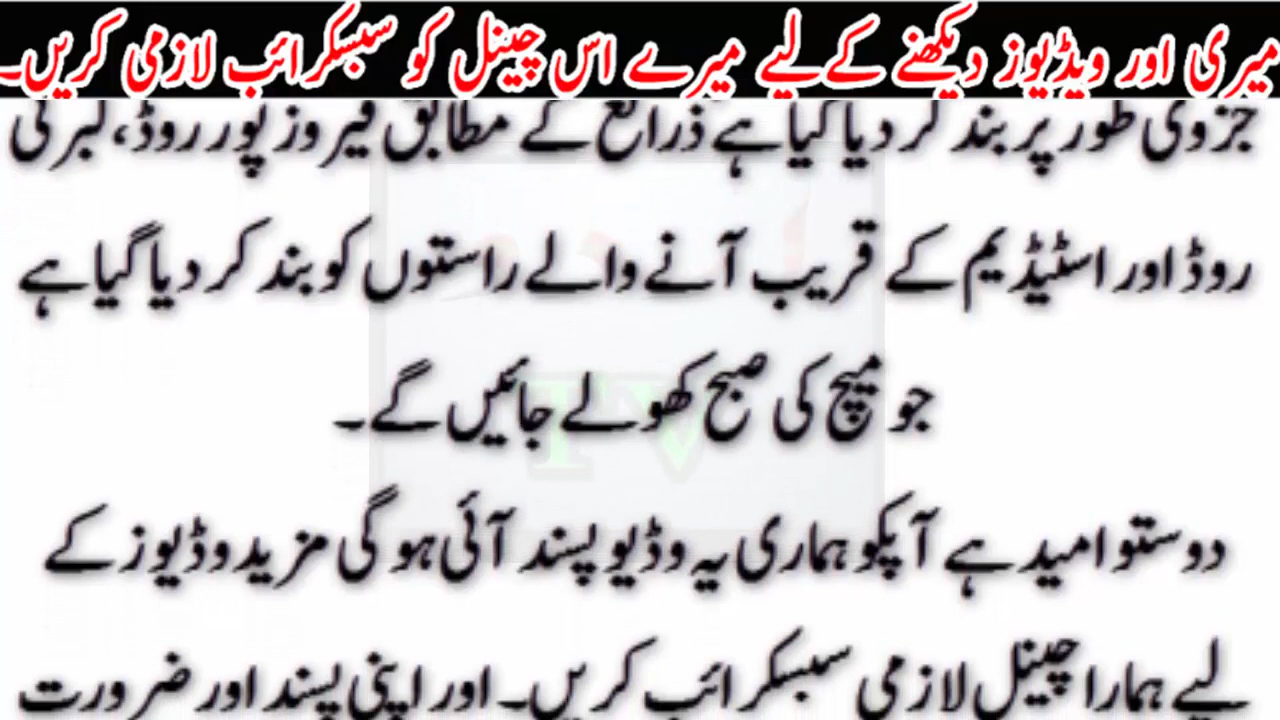 میری اور ویڈیوز دیکھنے کے لیے میرے اس چینل کو سبسکرائب لازمی کریں۔
جزوی طور پر بند کر دیا گیا ہے ذرائع کے مطابق فیروز پور روڈ، لبرٹی
روڈ اور اسٹیڈیم کے قریب آنے والے راستوں کو بند کر دیا گیا ہے
جو میچ کی صبح کھولے جائیں گے۔
دوستو امید ہے آپکو ہماری یہ وڈیو پسند آئی ہو گی مزید وڈیوز کے
لیے ہمارا چینل لازمی سبسکرائب کریں۔ اور اپنی پسند اور ضرورت
TV